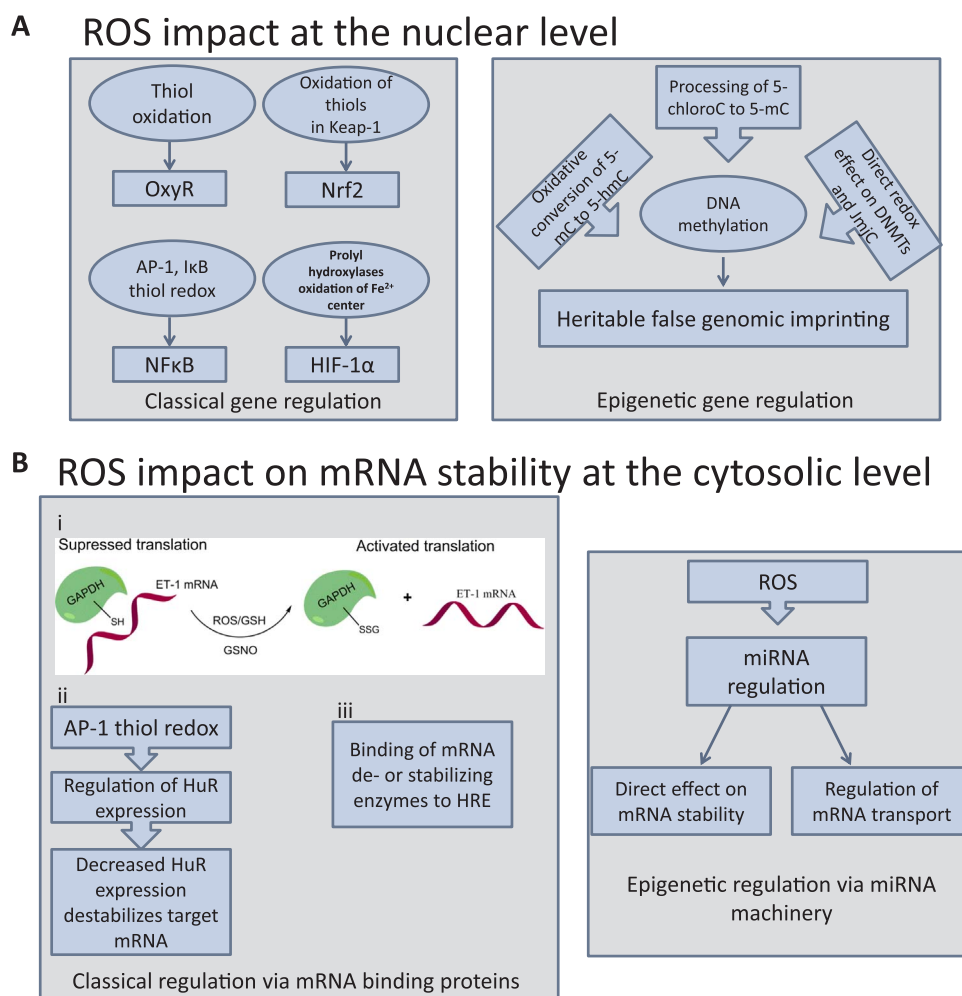 A
ROS impact at the nuclear level
Thiol
oxidation
OxyR
Oxidation of
thiols
in Keap-1
Nrf2
AP-1, IκB
thiol redox
NFκB
Prolyl
hydroxylases
oxidation of Fe²⁺
center
HIF-1α
Classical gene regulation
Processing of 5-
chloroC to 5-mC
Oxidative
conversion of 5-
mC to 5-hmC
DNA
methylation
Direct redox
effect on DNMTs
and JmjC
Heritable false genomic imprinting
Epigenetic gene regulation
B
ROS impact on mRNA stability at the cytosolic level
i
Supressed translation
Activated translation
GAPDH
SH
ET-1 mRNA
ROS/GSH
GSNO
GAPDH
SSG
+
ET-1 mRNA
ii
AP-1 thiol redox
Regulation of HuR
expression
Decreased HuR
expression
destabilizes target
mRNA
iii
Binding of mRNA
de- or stabilizing
enzymes to HRE
Classical regulation via mRNA binding proteins
ROS
miRNA
regulation
Direct effect on
mRNA stability
Regulation of
mRNA transport
Epigenetic regulation via miRNA
machinery